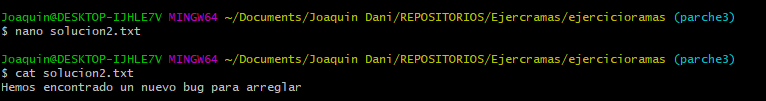 Joaquin@DESKTOP-IJHLE7V MINGW64 ~/Documents/Joaquin Dani/REPOSITORIOS/Ejercramas/ejercicioramas (parche3)
$ nano solucion2.txt
Joaquin@DESKTOP-IJHLE7V MINGW64 ~/Documents/Joaquin Dani/REPOSITORIOS/Ejercramas/ejercicioramas (parche3)
$ cat solucion2.txt
Hemos encontrado un nuevo bug para arreglar